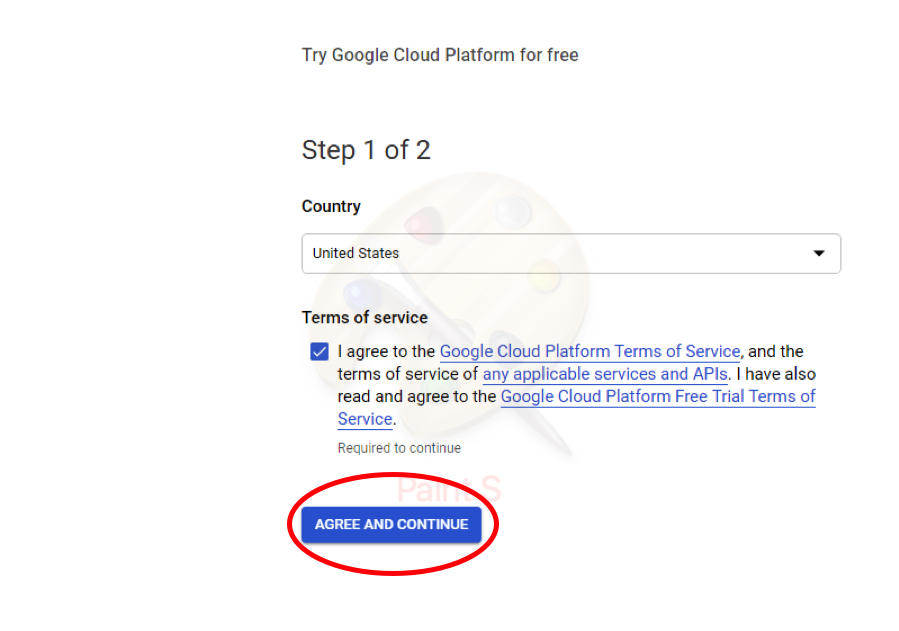 Try Google Cloud Platform for free
Step 1 of 2
Country
United States
Terms of service
I agree to the Google Cloud Platform Terms of Service, and the
terms of service of any applicable services and APIs. I have also
read and agree to the Google Cloud Platform Free Trial Terms of
Service.
Required to continue
Paint S
AGREE AND CONTINUE